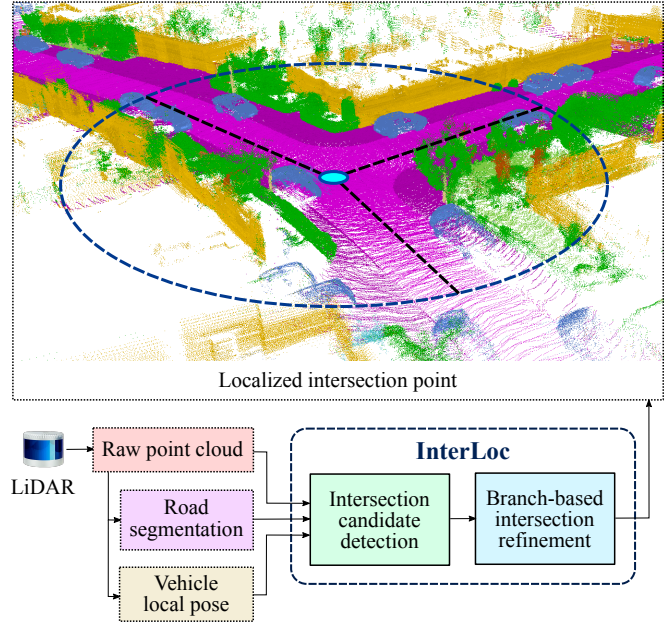 Localized intersection point
LiDAR
Raw point cloud
Road
segmentation
Vehicle
local pose
InterLoc
Intersection
candidate
detection
Branch-based
intersection
refinement